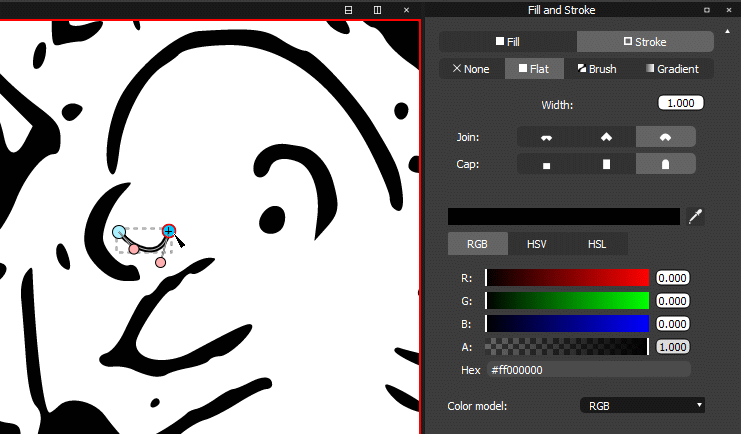 Fill and Stroke
Fill Stroke
None Flat Brush Gradient
Width: 1.000
Join:
Cap:
RGB HSV HSL
R: 0.000
G: 0.000
B: 0.000
A: 1.000
Hex #ff000000
Color model: RGB